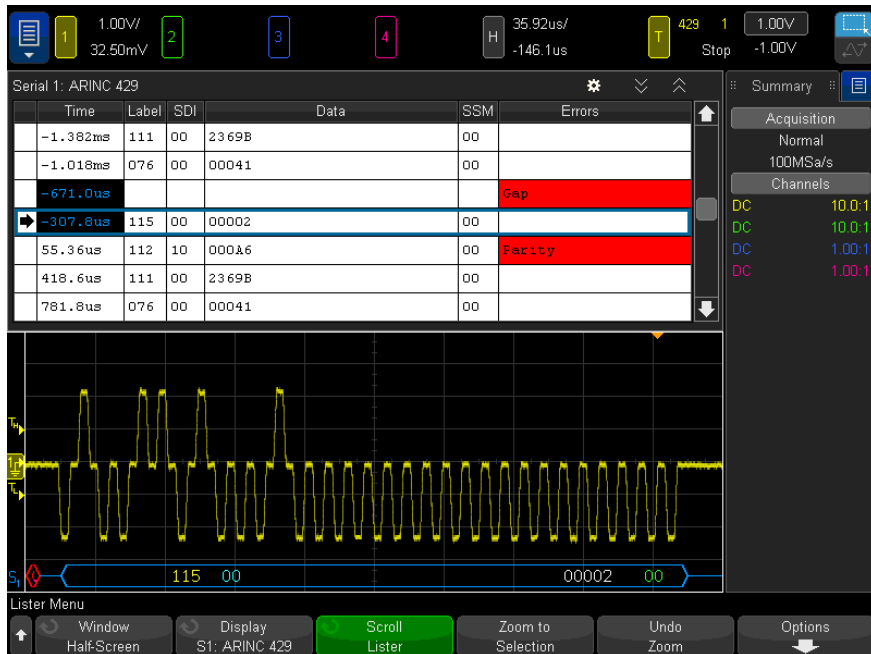 1 1.00V/ 32.50mV 2 3 4 H 35.92us/ -146.1us T 429 1 Stop 1.00V -1.00V
Serial 1: ARINC 429
Time Label SDI Data SSM Errors
-1.382ms 111 00 2369B 00
-1.018ms 076 00 00041 00
-671.0us Gap
-307.8us 115 00 00002 00
55.36us 112 10 000A6 00 Parity
418.6us 111 00 2369B 00
781.8us 076 00 00041 00
Summary
Acquisition
Normal
100MSa/s
Channels
DC 10.0:1
DC 10.0:1
DC 1.00:1
DC 1.00:1
TH
1
TL
S1 115 00 00002 00
Lister Menu
Window Half-Screen
Display S1: ARINC 429
Scroll Lister
Zoom to Selection
Undo Zoom
Options